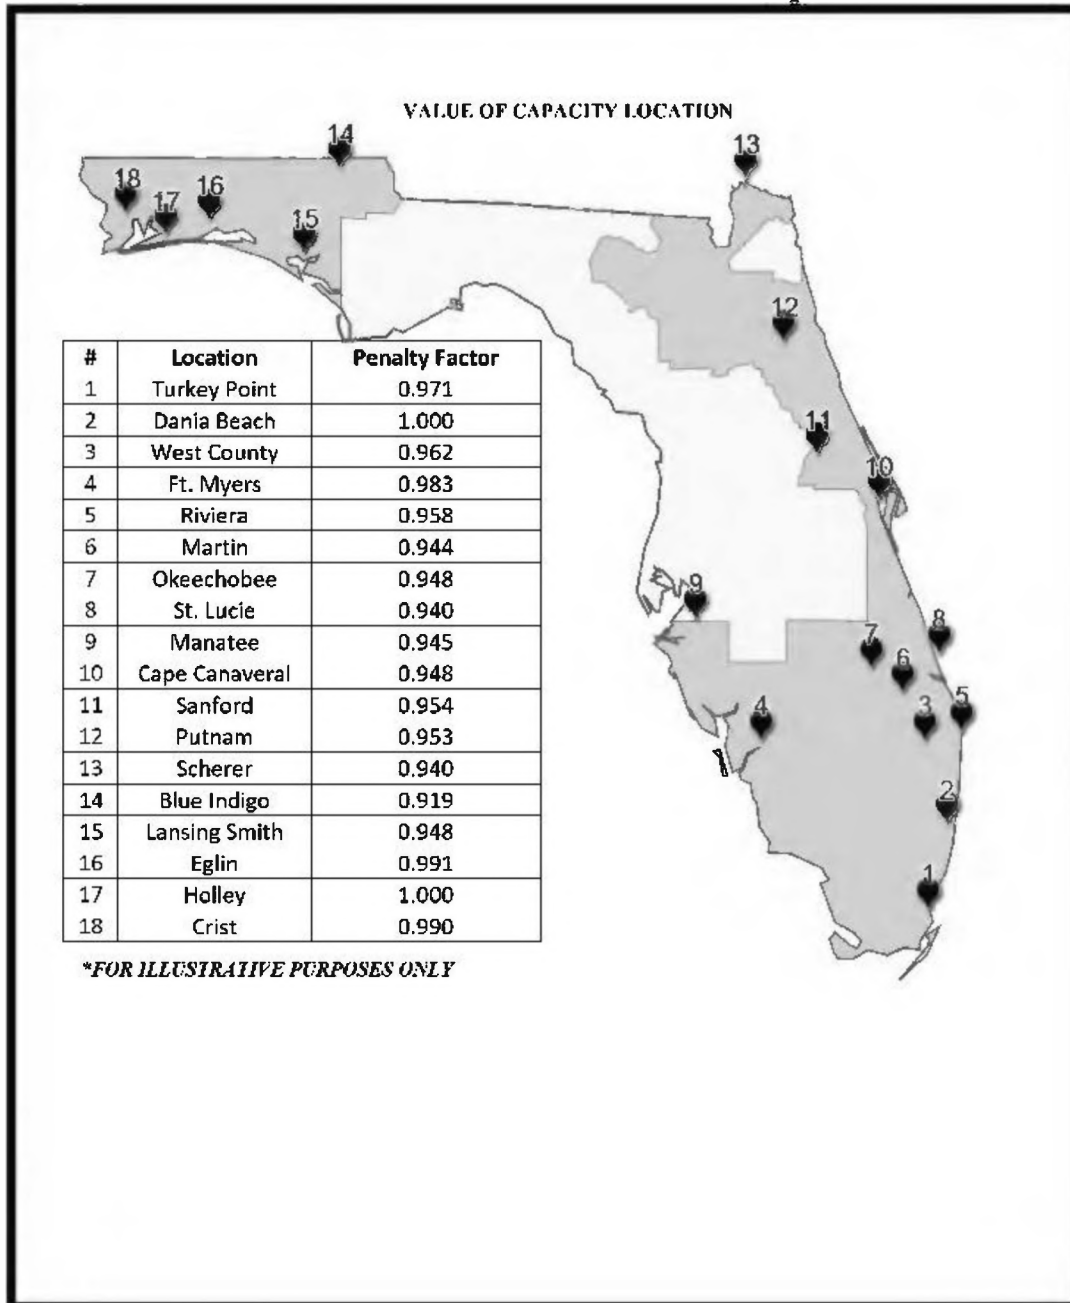 VALUE OF CAPACITY LOCATION
14
13
18
16
17
15
12
# Location Penalty Factor
1 Turkey Point 0.971
2 Dania Beach 1.000
3 West County 0.962
4 Ft. Myers 0.983
5 Riviera 0.958
6 Martin 0.944
7 Okeechobee 0.948
8 St. Lucie 0.940
9 Manatee 0.945
10 Cape Canaveral 0.948
11 Sanford 0.954
12 Putnam 0.953
13 Scherer 0.940
14 Blue Indigo 0.919
15 Lansing Smith 0.948
16 Eglin 0.991
17 Holley 1.000
18 Crist 0.990
11
10
9
8
7
6
5
4
3
2
1
*FOR ILLUSTRATIVE PURPOSES ONLY